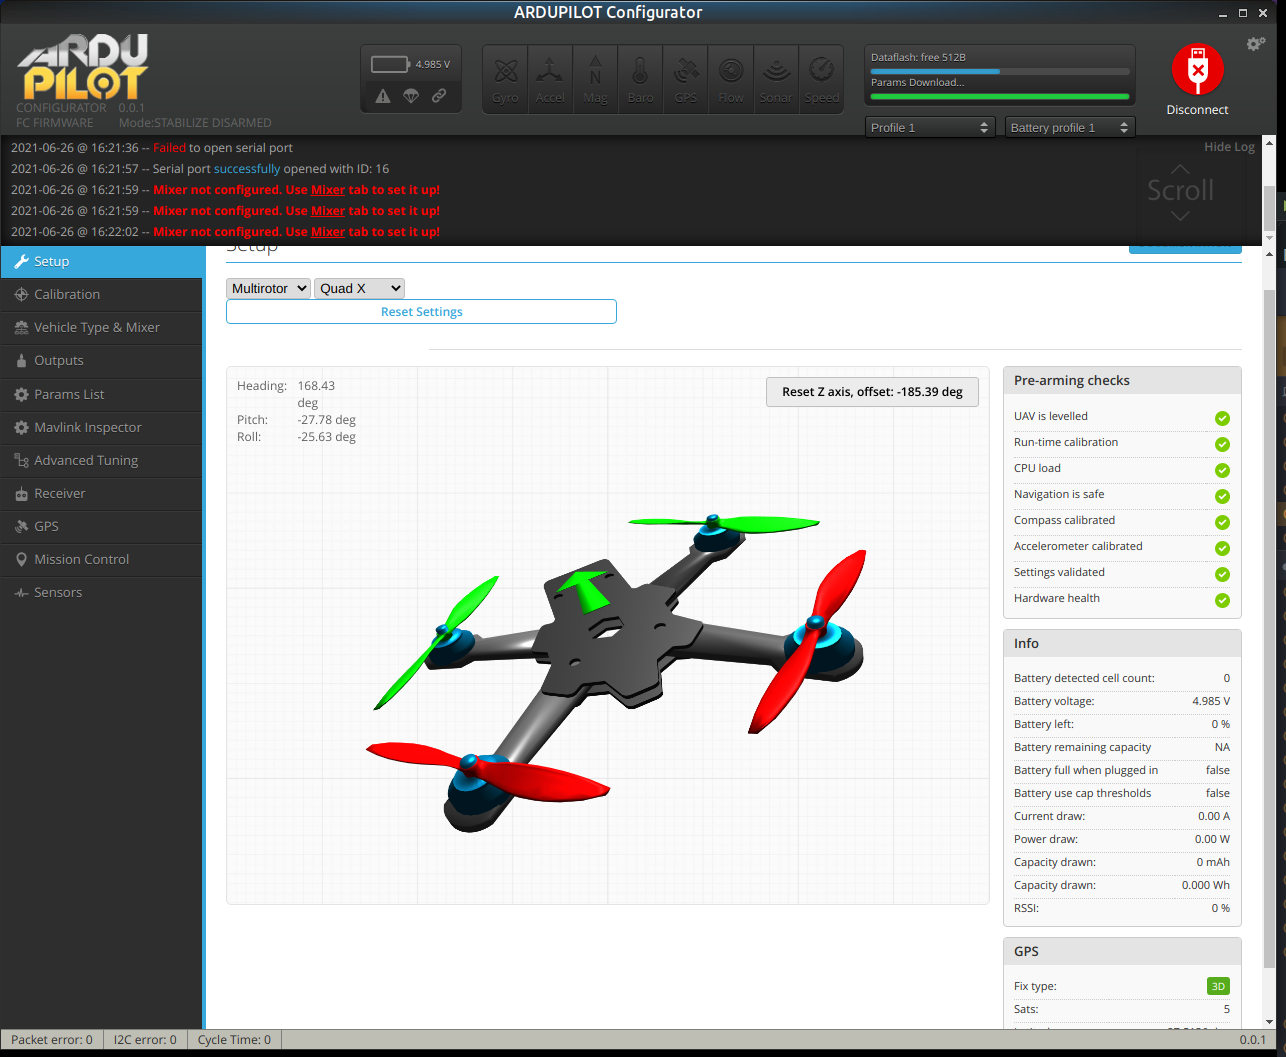 ARDUPILOT Configurator
ARDU
PILOT
CONFIGURATOR 0.0.1
FC FIRMWARE Mode:STABILIZE DISARMED
4.985 V
Gyro Accel Mag Baro GPS Flow Sonar Speed
Dataflash: free 512B
Params Download...
Profile 1
Battery profile 1
Disconnect
2021-06-26 @ 16:21:36 -- Failed to open serial port
2021-06-26 @ 16:21:57 -- Serial port successfully opened with ID: 16
2021-06-26 @ 16:21:59 -- Mixer not configured. Use Mixer tab to set it up!
2021-06-26 @ 16:21:59 -- Mixer not configured. Use Mixer tab to set it up!
2021-06-26 @ 16:22:02 -- Mixer not configured. Use Mixer tab to set it up!
Hide Log
Scroll
Setup
Calibration
Vehicle Type & Mixer
Outputs
Params List
Mavlink Inspector
Advanced Tuning
Receiver
GPS
Mission Control
Sensors
Setup
Multirotor
Quad X
Reset Settings
Heading: 168.43
deg
Pitch: -27.78 deg
Roll: -25.63 deg
Reset Z axis, offset: -185.39 deg
Pre-arming checks
UAV is levelled
Run-time calibration
CPU load
Navigation is safe
Compass calibrated
Accelerometer calibrated
Settings validated
Hardware health
Info
Battery detected cell count: 0
Battery voltage: 4.985 V
Battery left: 0 %
Battery remaining capacity NA
Battery full when plugged in false
Battery use cap thresholds false
Current draw: 0.00 A
Power draw: 0.00 W
Capacity drawn: 0 mAh
Capacity drawn: 0.000 Wh
RSSI: 0 %
GPS
Fix type: 3D
Sats: 5
Packet error: 0
I2C error: 0
Cycle Time: 0
0.0.1